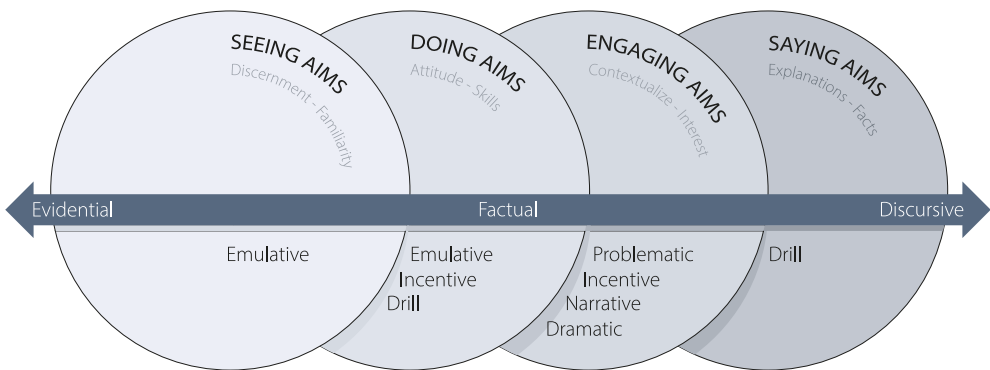 SEEING AIMS
Discernment - Familiarity
DOING AIMS
Attitude - Skills
ENGAGING AIMS
Contextualize - Interest
SAYING AIMS
Explanations - Facts
Evidential Factual Discursive
Emulative
Emulative
Incentive
Drill
Problematic
Incentive
Narrative
Dramatic
Drill